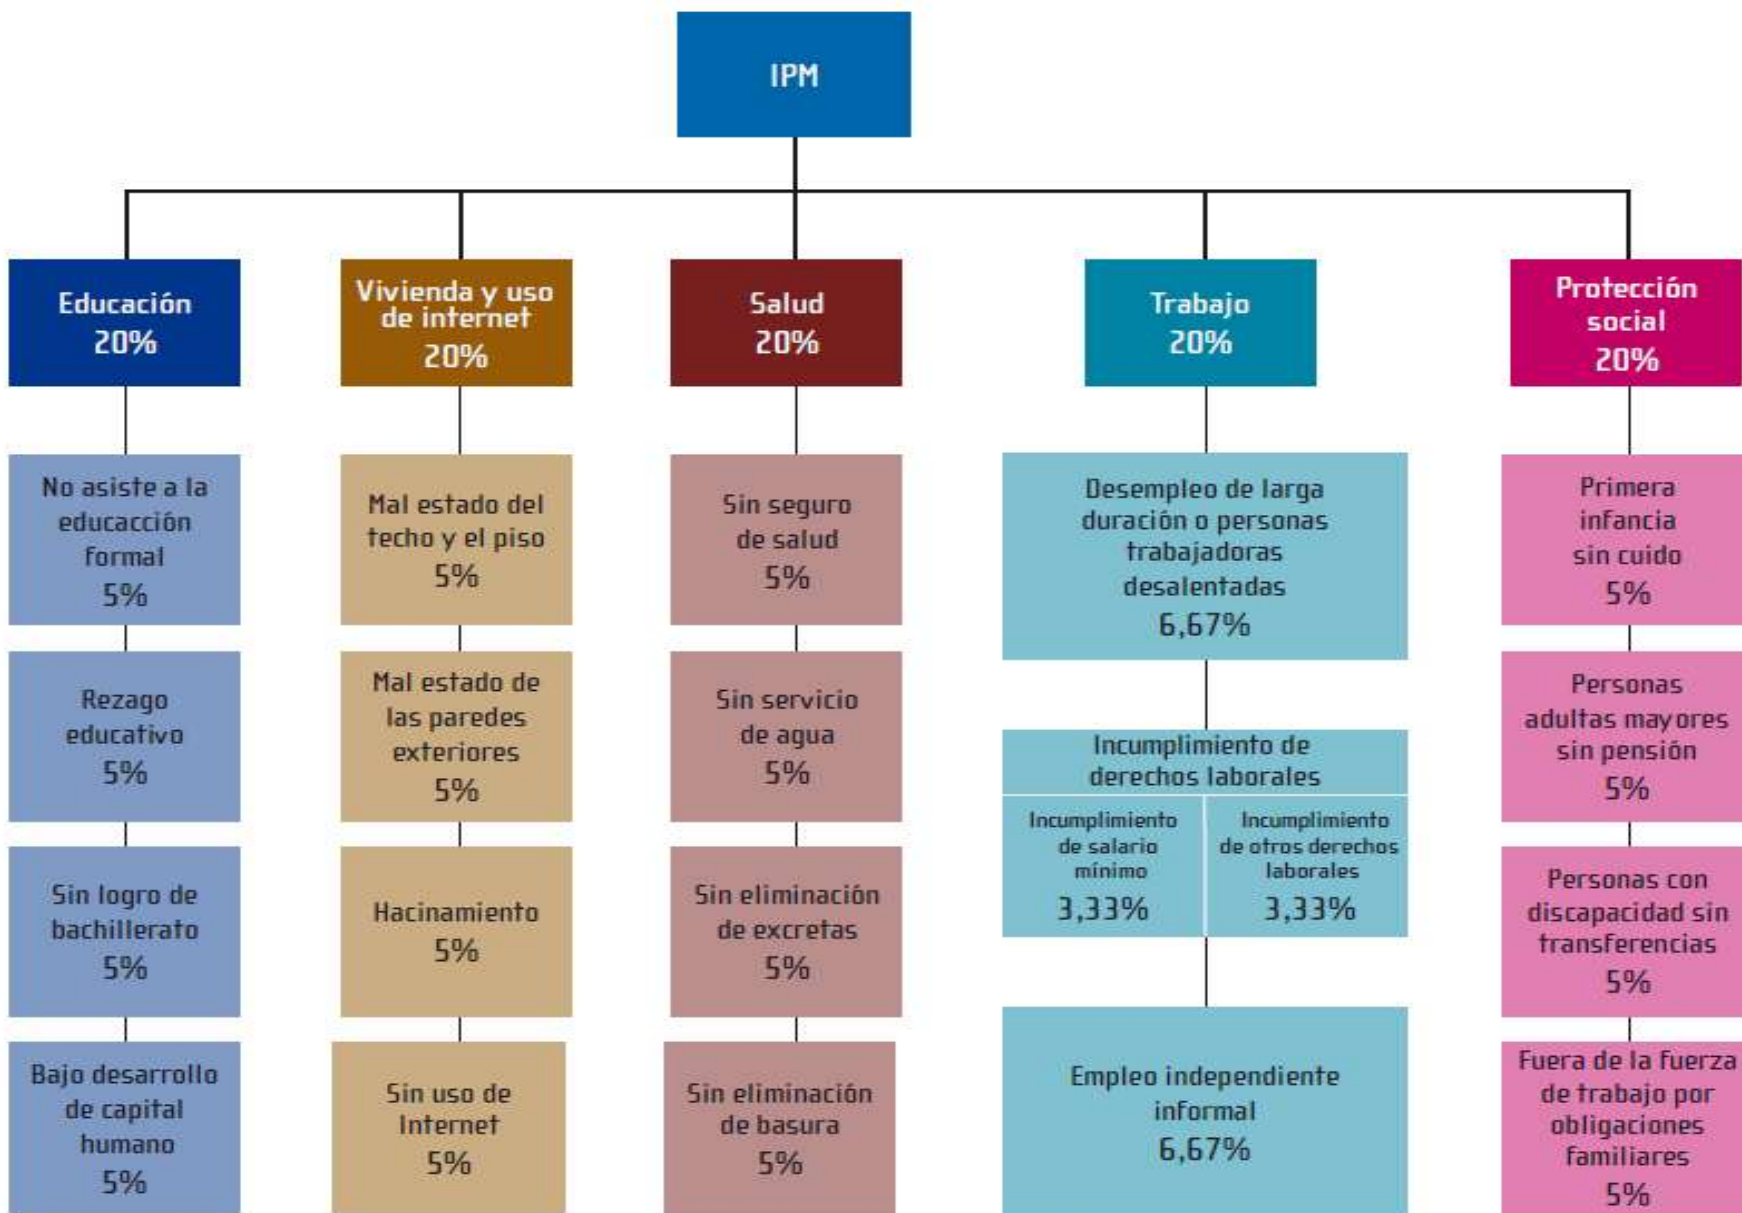 IPM
Educación
20%
No asiste a la
educacción
formal
5%
Rezago
educativo
5%
Sin logro de
bachillerato
5%
Bajo desarrollo
de capital
humano
5%
Vivienda y uso
de internet
20%
Mal estado del
techo y el piso
5%
Mal estado de
las paredes
exteriores
5%
Hacinamiento
5%
Sin uso de
Internet
5%
Salud
20%
Sin seguro
de salud
5%
Sin servicio
de agua
5%
Sin eliminación
de excretas
5%
Sin eliminación
de basura
5%
Trabajo
20%
Desempleo de larga
duración o personas
trabajadoras
desalentadas
6,67%
Incumplimiento de
derechos laborales
Incumplimiento
de salario
mínimo
3,33%
Incumplimiento
de otros derechos
laborales
3,33%
Empleo independiente
informal
6,67%
Protección
social
20%
Primera
infancia
sin cuido
5%
Personas
adultas mayores
sin pensión
5%
Personas con
discapacidad sin
transferencias
5%
Fuera de la fuerza
de trabajo por
obligaciones
familiares
5%